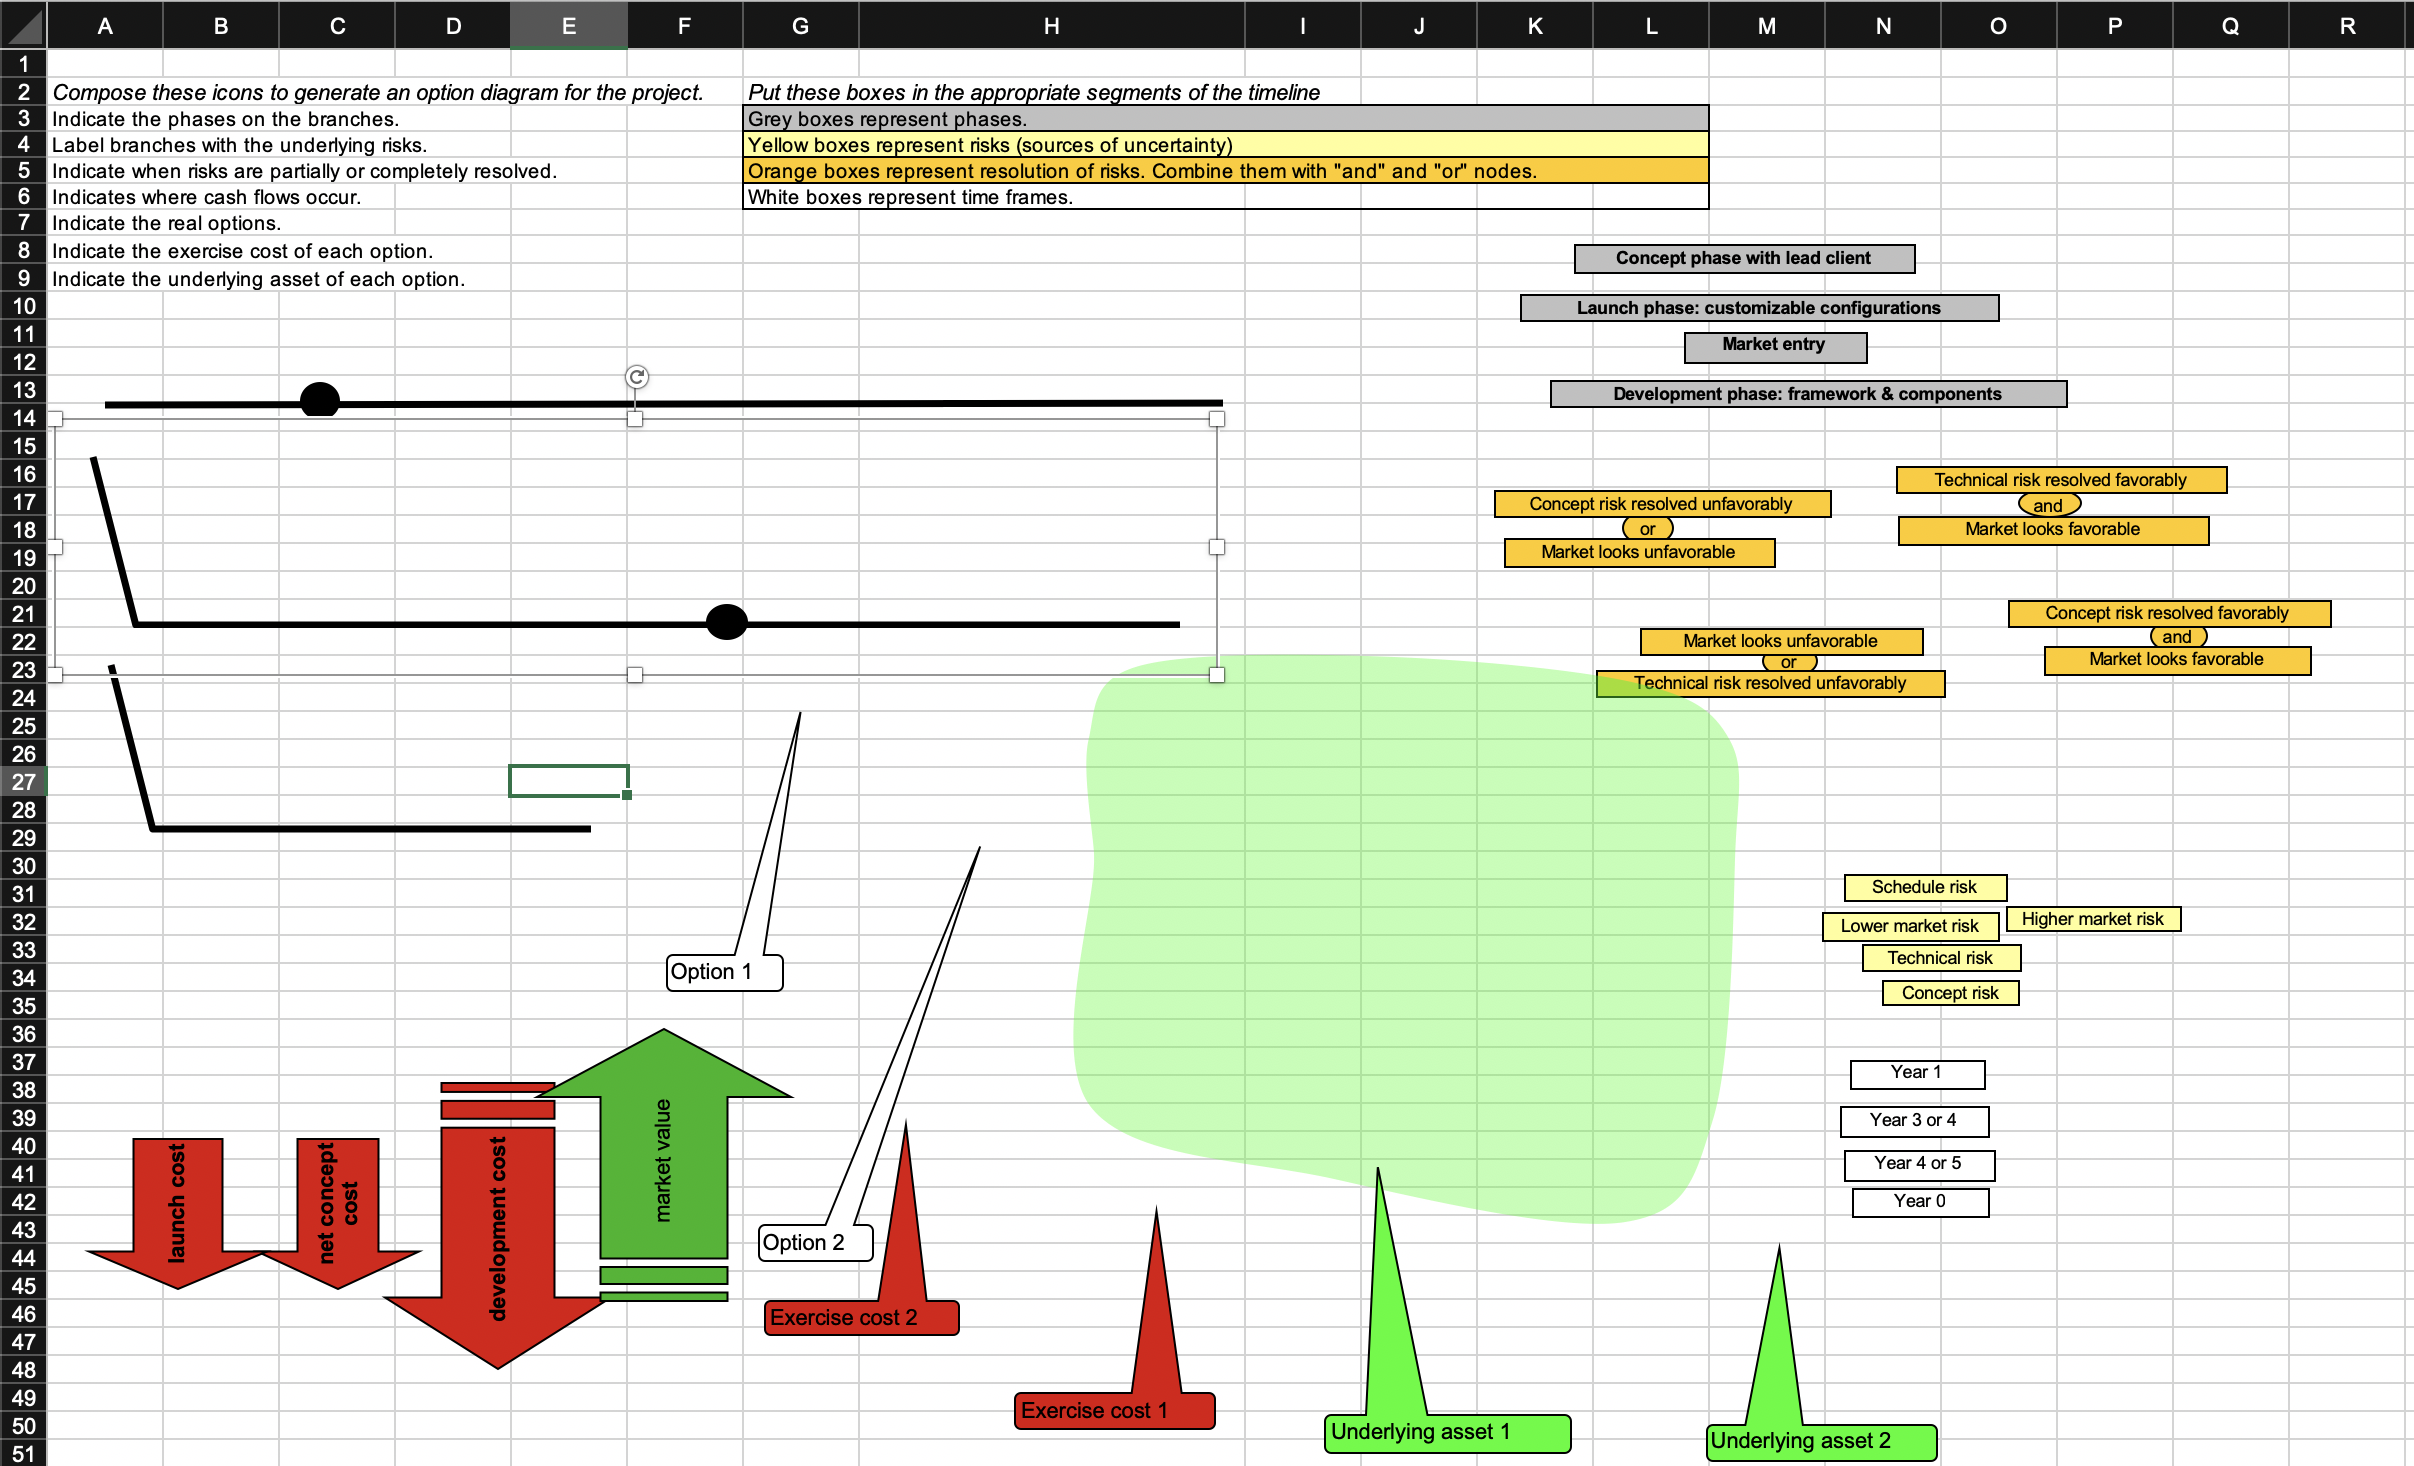 A B C D E F G H I J K L M N O P Q R
1
2 Compose these icons to generate an option diagram for the project. Put these boxes in the appropriate segments of the timeline
3 Indicate the phases on the branches. Grey boxes represent phases.
4 Label branches with the underlying risks. Yellow boxes represent risks (sources of uncertainty)
5 Indicate when risks are partially or completely resolved. Orange boxes represent resolution of risks. Combine them with "and" and "or" nodes.
6 Indicates where cash flows occur. White boxes represent time frames.
7 Indicate the real options.
8 Indicate the exercise cost of each option. Concept phase with lead client
9 Indicate the underlying asset of each option.
10 Launch phase: customizable configurations
11
12 Market entry
13 Development phase: framework & components
14
15
16 Technical risk resolved favorably
17 Concept risk resolved unfavorably and
18 or Market looks favorable
19 Market looks unfavorable
20
21 Concept risk resolved favorably
22 Market looks unfavorable and
23 or Market looks favorable
24 Technical risk resolved unfavorably
25
26
27
28
29
30
31 Schedule risk
32 Lower market risk Higher market risk
33
34 Option 1 Technical risk
35 Concept risk
36
37
38 Year 1
39
40 launch cost net concept cost development cost market value Year 3 or 4
41 Year 4 or 5
42 Year 0
43
44 Option 2
45
46 Exercise cost 2
47
48
49
50 Exercise cost 1 Underlying asset 1
51 Underlying asset 2